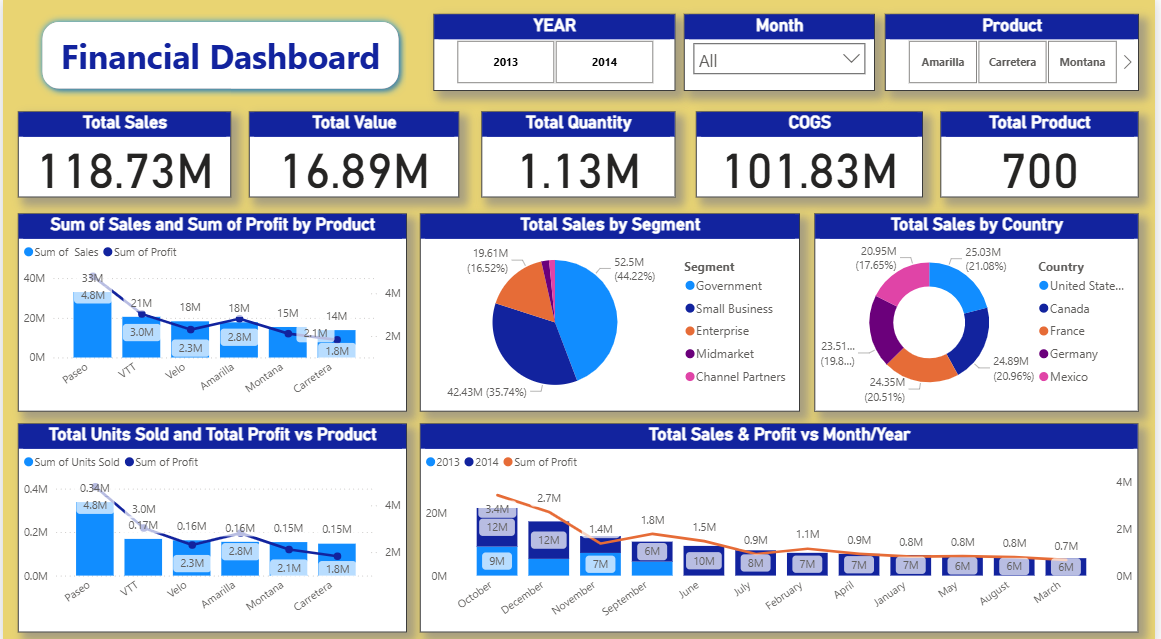 Financial Dashboard
YEAR
2013
2014
Month
All
Product
Amarilla
Carretera
Montana
Total Sales
118.73M
Total Value
16.89M
Total Quantity
1.13M
COGS
101.83M
Total Product
700
Sum of Sales and Sum of Profit by Product
Sum of Sales
Sum of Profit
40M
20M
0M
4M
2M
33M
4.8M
21M
3.0M
18M
2.3M
18M
2.8M
15M
2.1M
14M
1.8M
Paseo
VTT
Velo
Amarilla
Montana
Carretera
Total Sales by Segment
19.61M
(16.52%)
52.5M
(44.22%)
42.43M (35.74%)
Segment
Government
Small Business
Enterprise
Midmarket
Channel Partners
Total Sales by Country
20.95M
(17.65%)
25.03M
(21.08%)
23.51...
(19.8...)
24.89M
(20.96%)
24.35M
(20.51%)
Country
United State...
Canada
France
Germany
Mexico
Total Units Sold and Total Profit vs Product
Sum of Units Sold
Sum of Profit
0.4M
0.2M
0.0M
4M
2M
0.34M
4.8M
3.0M
0.17M
0.16M
2.3M
0.16M
2.8M
0.15M
2.1M
0.15M
1.8M
Paseo
VTT
Velo
Amarilla
Montana
Carretera
Total Sales & Profit vs Month/Year
2013
2014
Sum of Profit
20M
0M
4M
2M
0M
3.4M
12M
9M
2.7M
12M
1.4M
7M
1.8M
6M
1.5M
10M
0.9M
8M
1.1M
7M
0.9M
7M
0.8M
7M
0.8M
6M
0.8M
6M
0.7M
6M
October
December
November
September
June
July
February
April
January
May
August
March